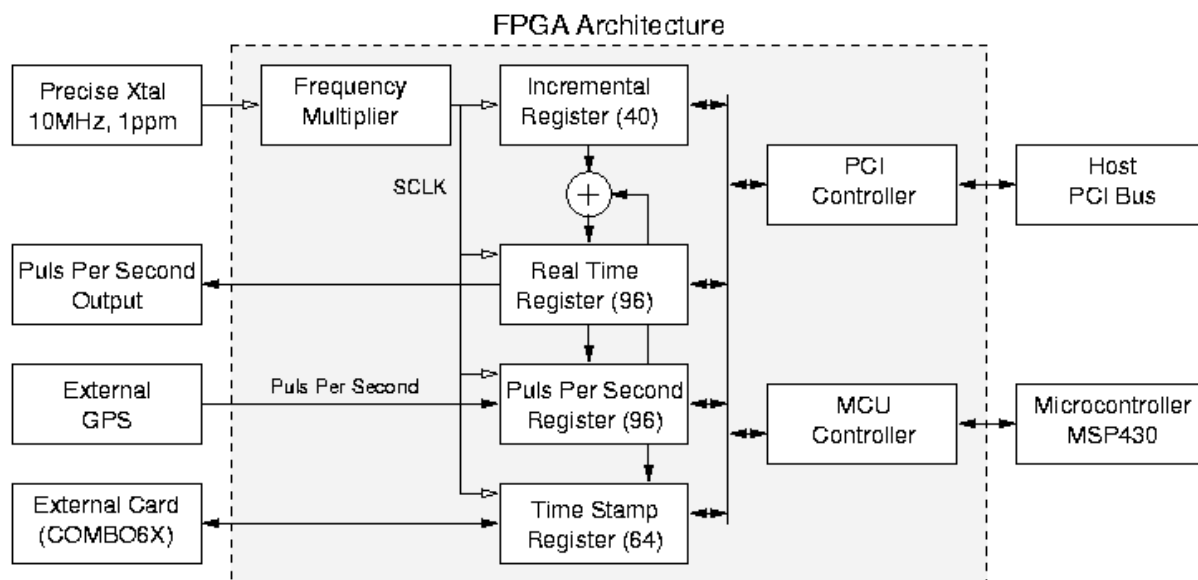 FPGA Architecture
Precise Xtal
10MHz, 1ppm
Frequency
Multiplier
Incremental
Register (40)
SCLK
+
PCI
Controller
Host
PCI Bus
Puls Per Second
Output
Real Time
Register (96)
External
GPS
Puls Per Second
Puls Per Second
Register (96)
MCU
Controller
Microcontroller
MSP430
External Card
(COMBO6X)
Time Stamp
Register (64)